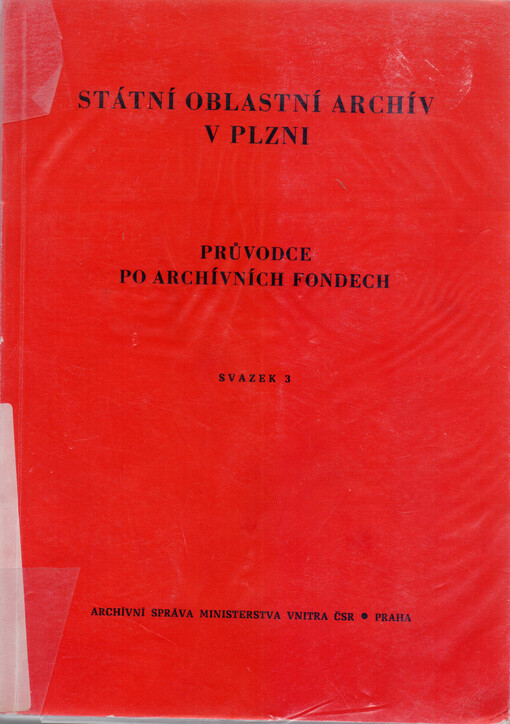 STÁTNÍ OBLASTNÍ ARCHÍV
V PLZNI
PRŮVODCE
PO ARCHÍVNÍCH FONDECH
SVAZEK 3
ARCHÍVNÍ SPRÁVA MINISTERSTVA VNITRA ČSR • PRAHA